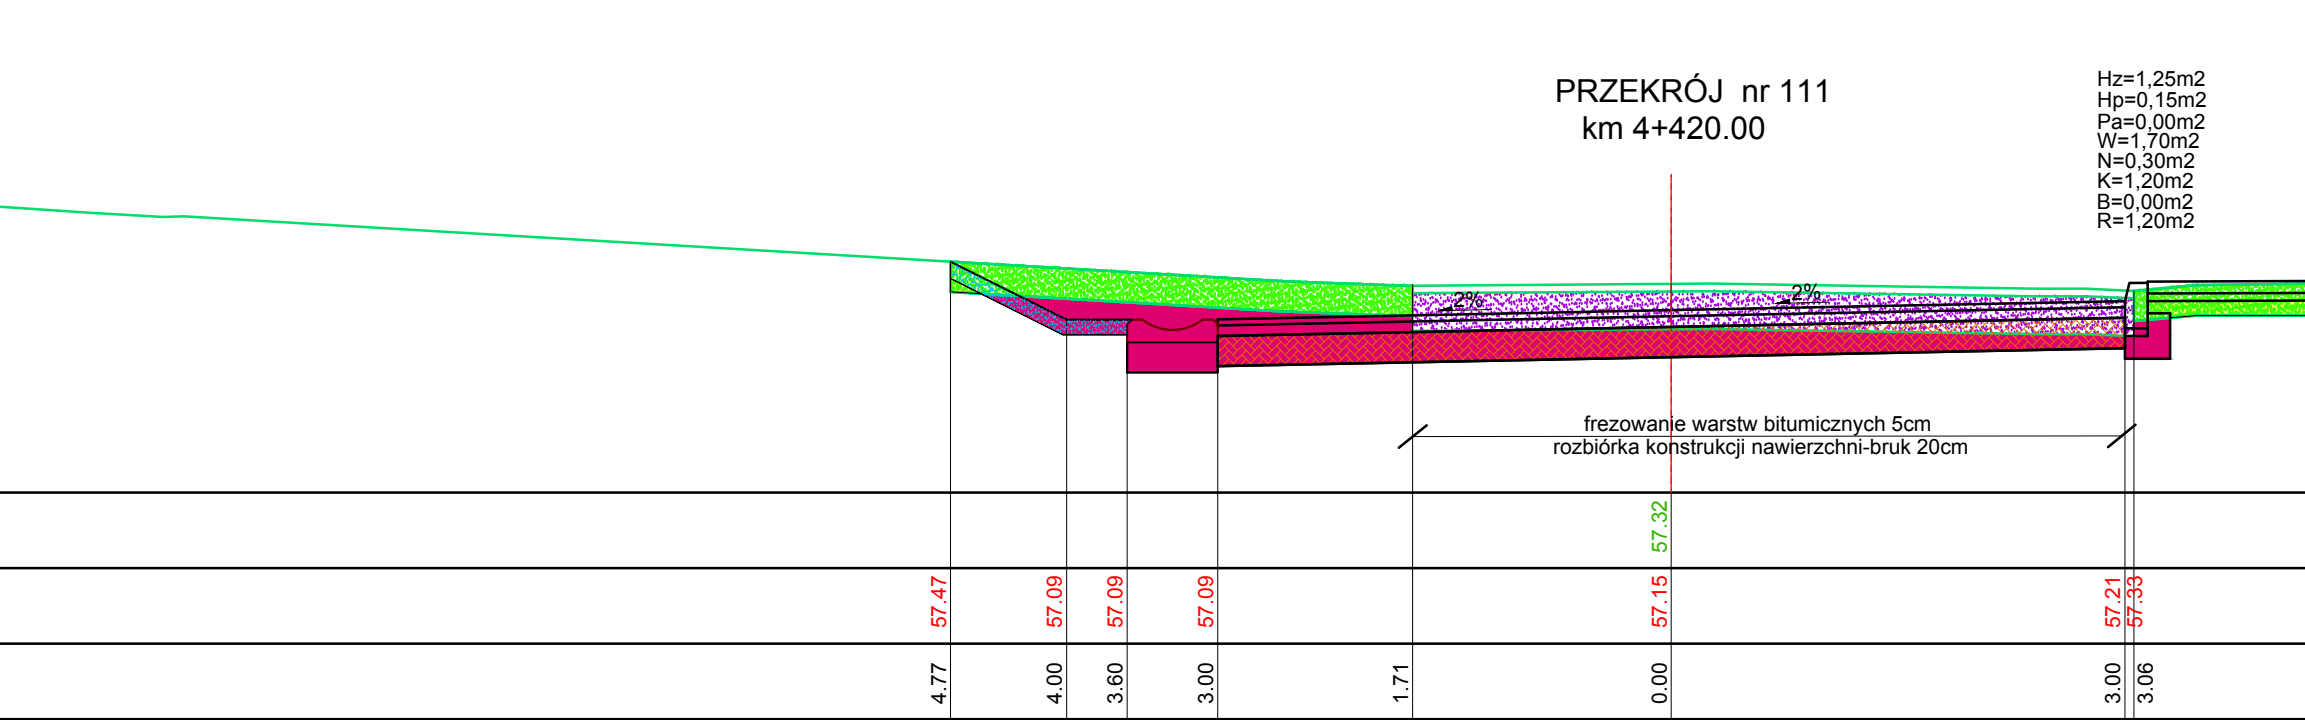 PRZEKRÓJ nr 111
km 4+420.00
Hz=1,25m2
Hp=0,15m2
Pa=0,00m2
W=1,70m2
N=0,30m2
K=1,20m2
B=0,00m2
R=1,20m2
2%
2%
frezowanie warstw bitumicznych 5cm
rozbiórka konstrukcji nawierzchni-bruk 20cm
57.32
57.47 57.09 57.09 57.09 57.15 57.21 57.33
4.77 4.00 3.60 3.00 1.71 0.00 3.00 3.06